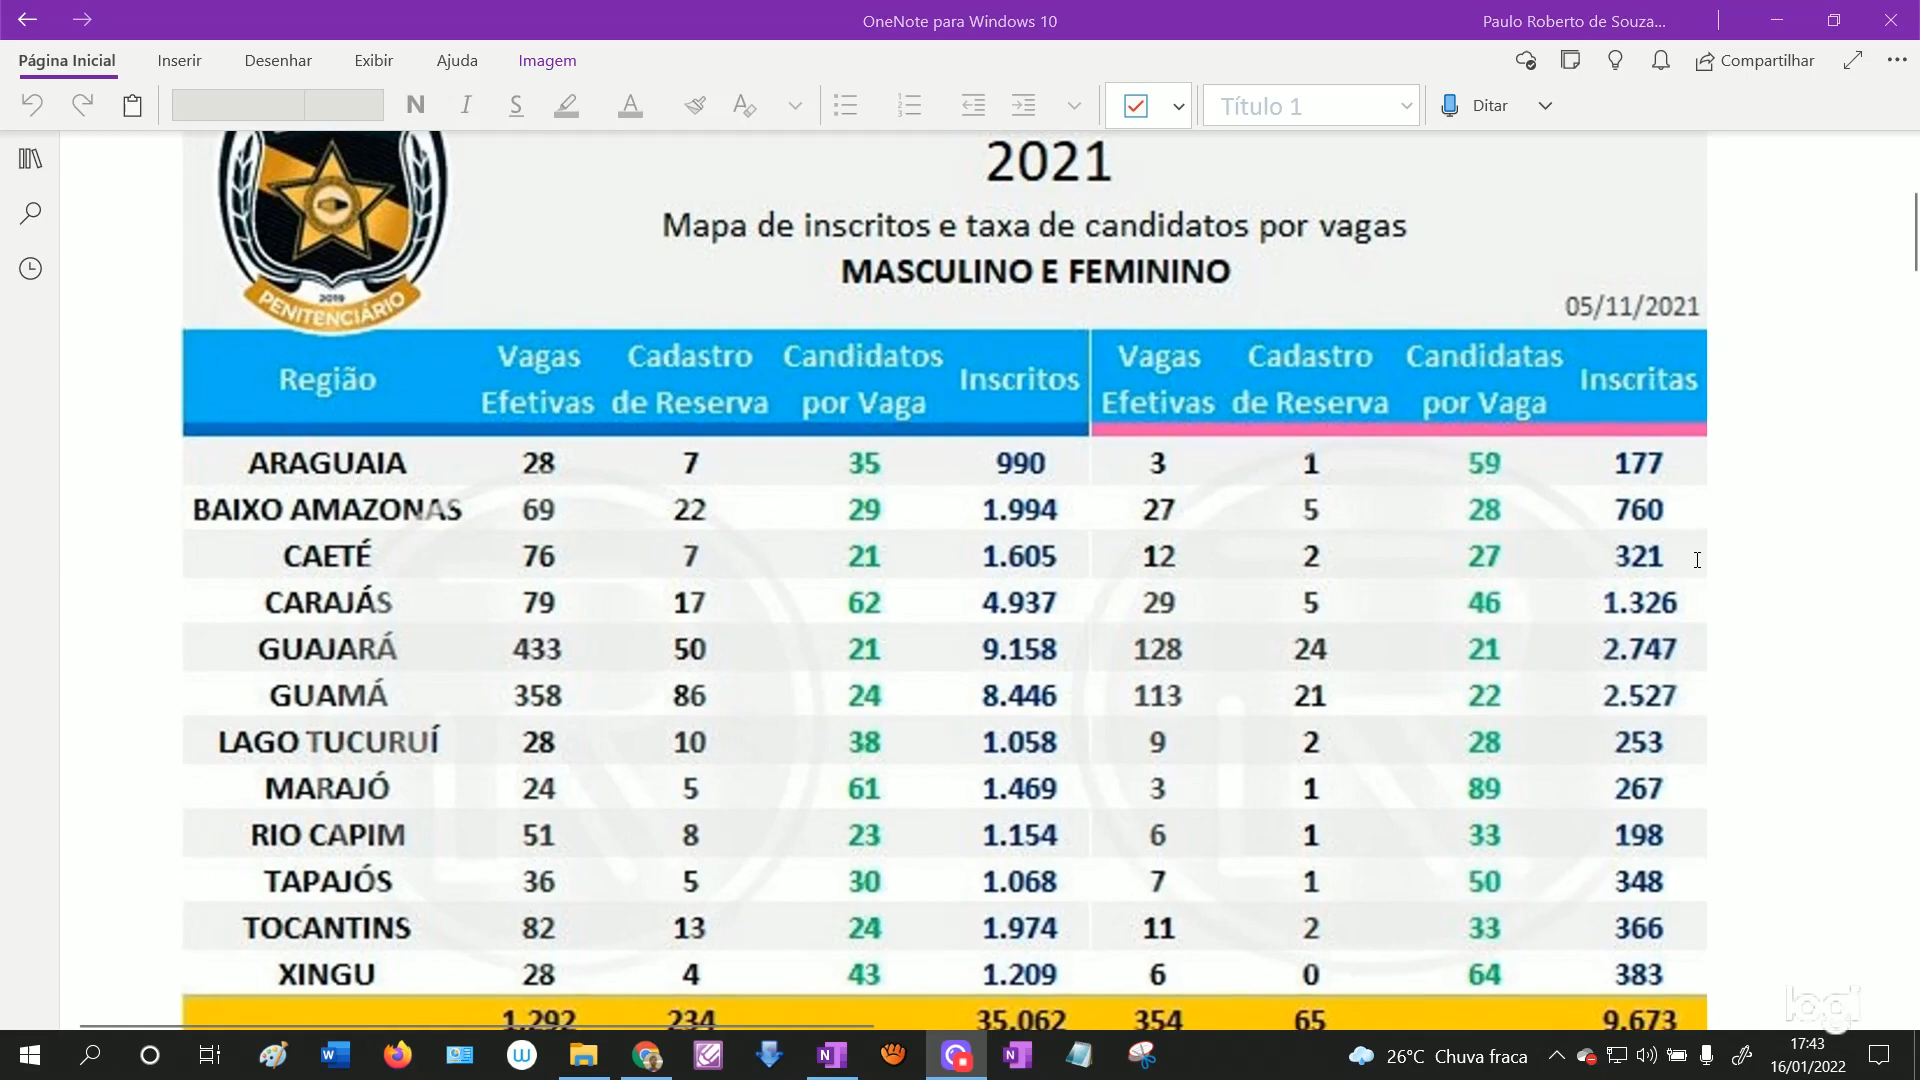 OneNote para Windows 10
Paulo Roberto de Souza...
Página Inicial Inserir Desenhar Exibir Ajuda Imagem Compartilhar
N I S A Título 1 Ditar
2021
Mapa de inscritos e taxa de candidatos por vagas
MASCULINO E FEMININO
2019
PENITENCIÁRIO
05/11/2021
Região Vagas Efetivas Cadastro de Reserva Candidatos por Vaga Inscritos Vagas Efetivas Cadastro de Reserva Candidatas por Vaga Inscritas
ARAGUAIA 28 7 35 990 3 1 59 177
BAIXO AMAZONAS 69 22 29 1.994 27 5 28 760
CAETÉ 76 7 21 1.605 12 2 27 321
CARAJÁS 79 17 62 4.937 29 5 46 1.326
GUAJARÁ 433 50 21 9.158 128 24 21 2.747
GUAMÁ 358 86 24 8.446 113 21 22 2.527
LAGO TUCURUÍ 28 10 38 1.058 9 2 28 253
MARAJÓ 24 5 61 1.469 3 1 89 267
RIO CAPIM 51 8 23 1.154 6 1 33 198
TAPAJÓS 36 5 30 1.068 7 1 50 348
TOCANTINS 82 13 24 1.974 11 2 33 366
XINGU 28 4 43 1.209 6 0 64 383
1.292 234 35.062 354 65 9.673
logi
26°C Chuva fraca
17:43
16/01/2022